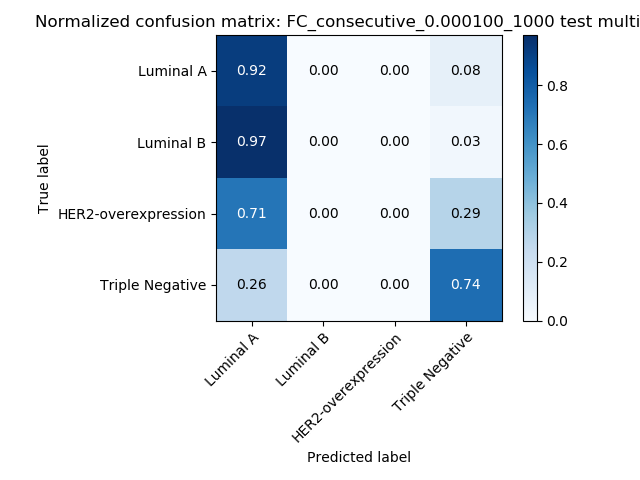 Normalized confusion matrix: FC_consecutive_0.000100_1000 test multi
True label
Luminal A
0.92 0.00 0.00 0.08
Luminal B
0.97 0.00 0.00 0.03
HER2-overexpression
0.71 0.00 0.00 0.29
Triple Negative
0.26 0.00 0.00 0.74
Luminal A
Luminal B
HER2-overexpression
Triple Negative
Predicted label
0.8
0.6
0.4
0.2
0.0